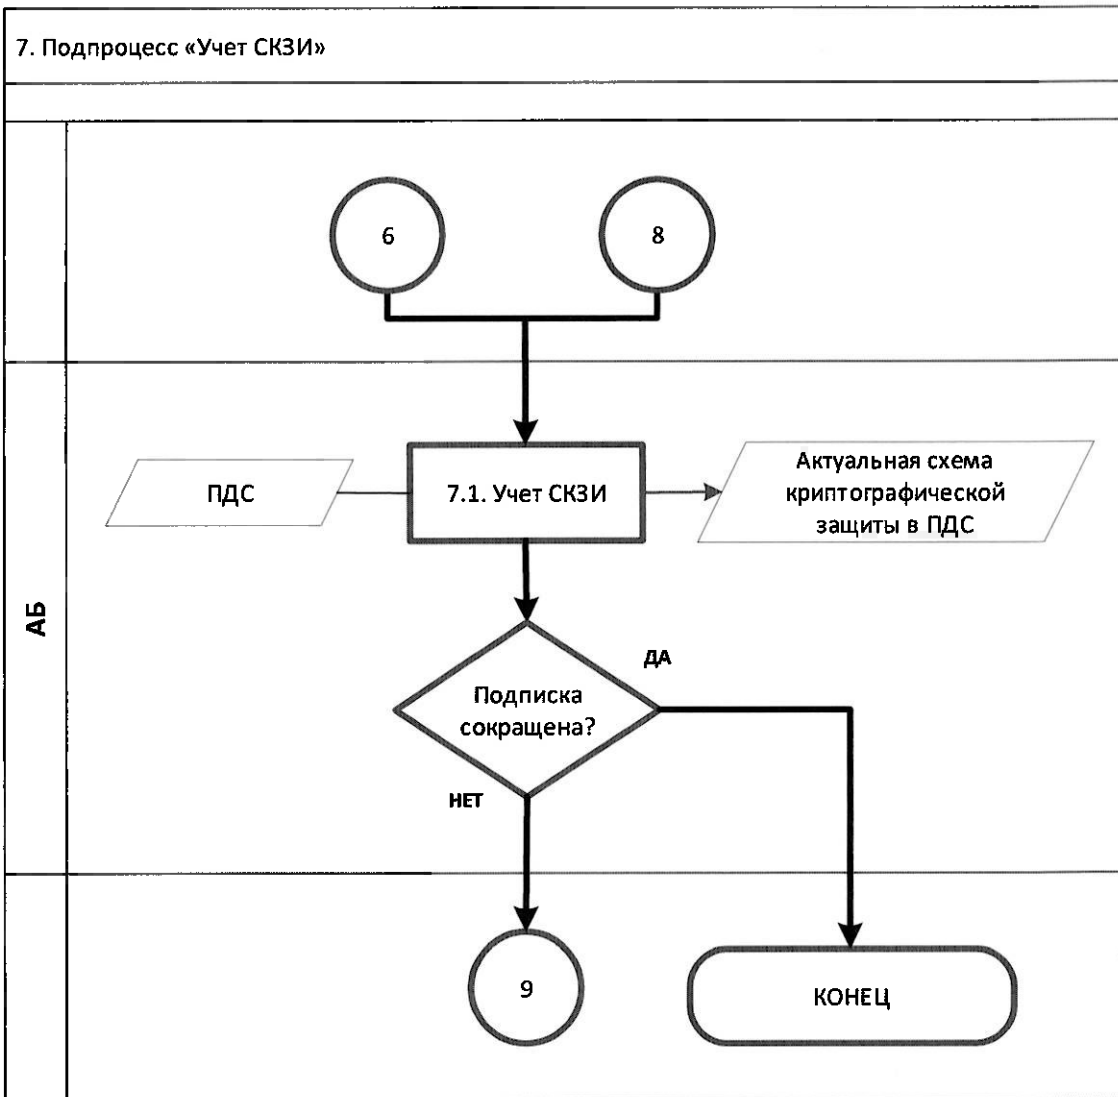 7. Подпроцесс «Учет СКЗИ»
6
8
ПДС
7.1. Учет СКЗИ
Актуальная схема
криптографической
защиты в ПДС
АБ
ДА
Подписка
сокращена?
НЕТ
9
КОНЕЦ